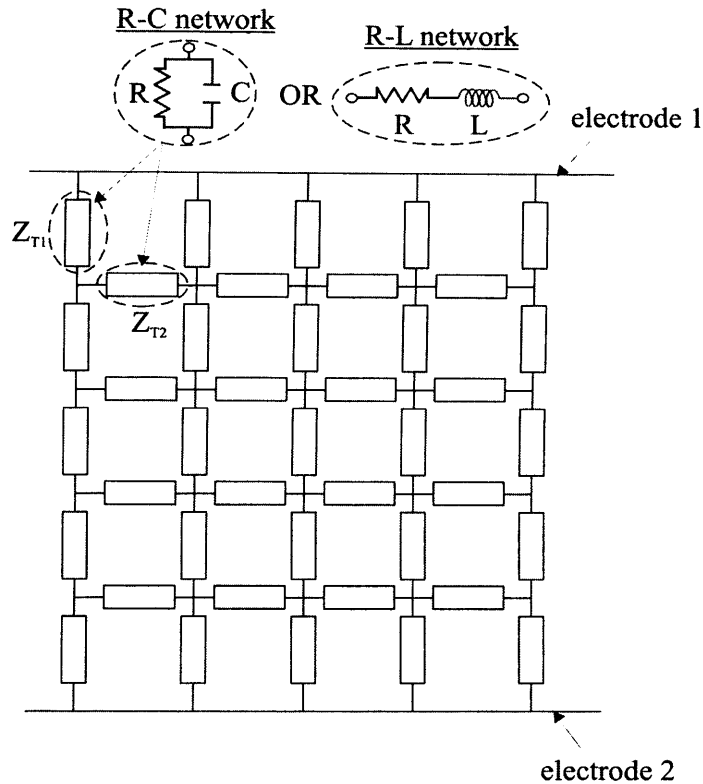 R-C network
R-L network
R
C
OR
R
L
electrode 1
Z_T1
Z_T2
electrode 2